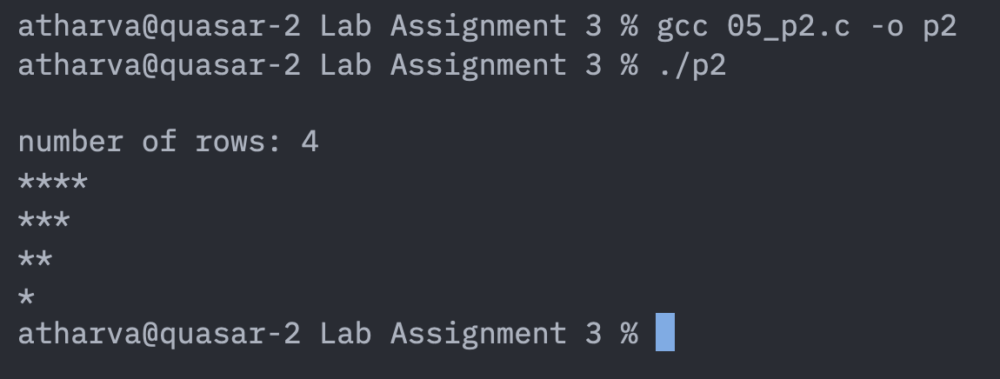 atharva@quasar-2 Lab Assignment 3 % gcc 05_p2.c -o p2
atharva@quasar-2 Lab Assignment 3 % ./p2
number of rows: 4
****
***
**
*
atharva@quasar-2 Lab Assignment 3 %